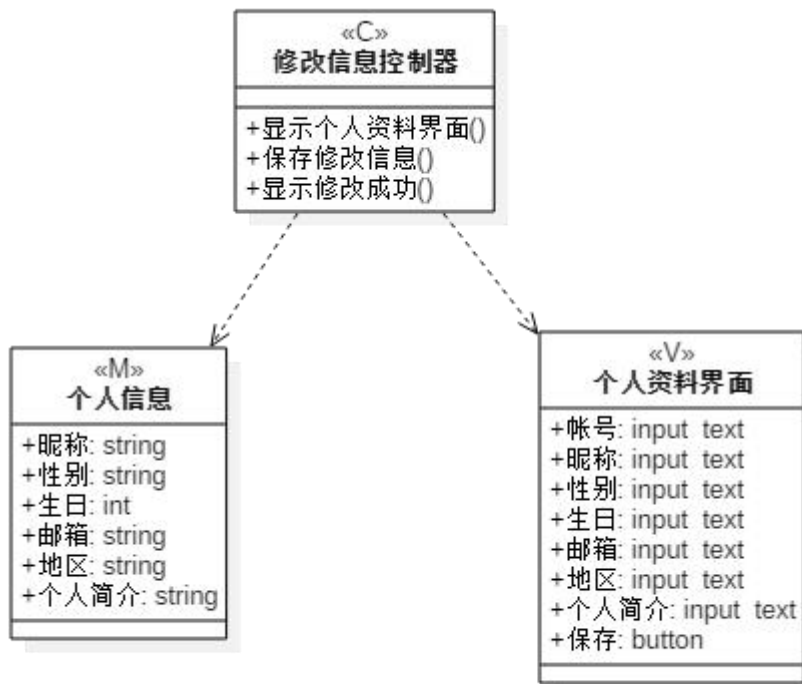 «C»
修改信息控制器
+显示个人资料界面()
+保存修改信息()
+显示修改成功()
«M»
个人信息
+昵称: string
+性别: string
+生日: int
+邮箱: string
+地区: string
+个人简介: string
«V»
个人资料界面
+帐号: input text
+昵称: input text
+性别: input text
+生日: input text
+邮箱: input text
+地区: input text
+个人简介: input text
+保存: button